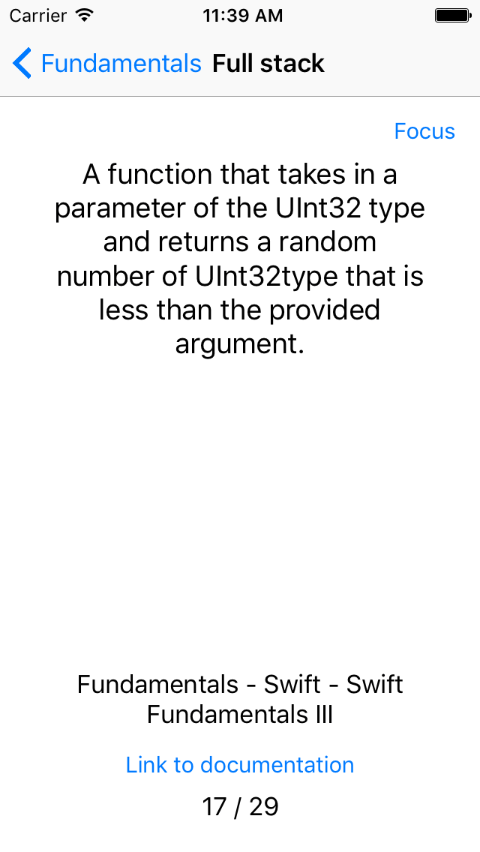 Carrier 11:39 AM
Fundamentals Full stack
Focus
A function that takes in a
parameter of the UInt32 type
and returns a random
number of UInt32type that is
less than the provided
argument.
Fundamentals - Swift - Swift
Fundamentals III
Link to documentation
17 / 29